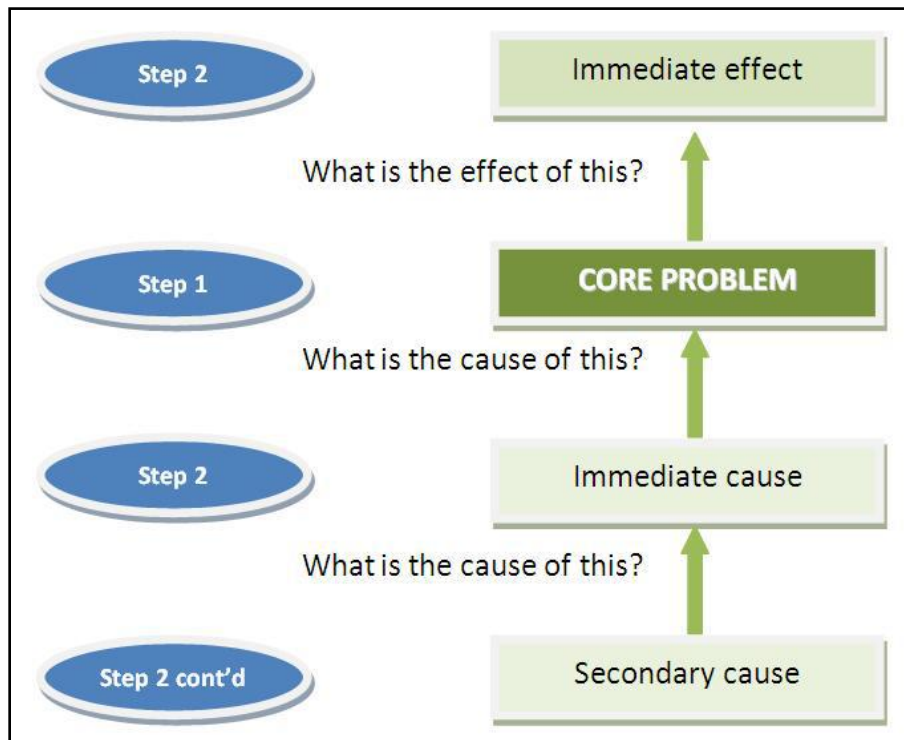 Step 2
Immediate effect
What is the effect of this?
Step 1
CORE PROBLEM
What is the cause of this?
Step 2
Immediate cause
What is the cause of this?
Step 2 cont’d
Secondary cause